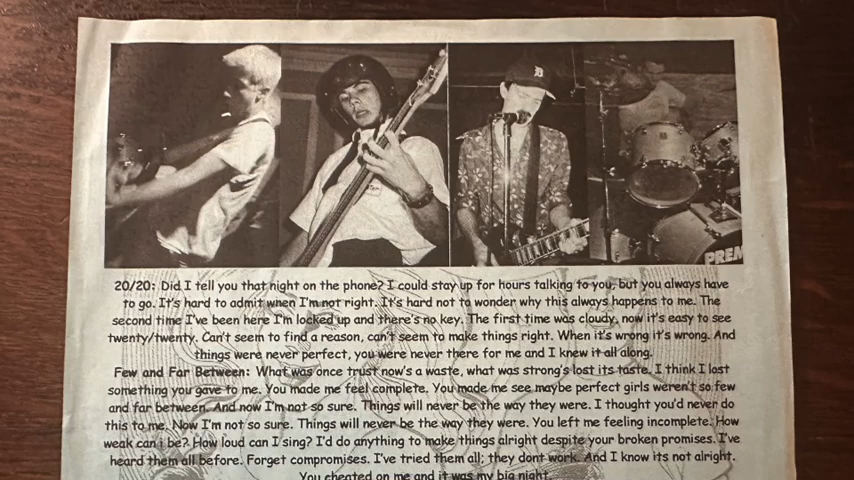 D
PREM
20/20: Did I tell you that night on the phone? I could stay up for hours talking to you, but you always have
to go. It's hard to admit when I'm not right. It's hard not to wonder why this always happens to me. The
second time I've been here I'm locked up and there's no key. The first time was cloudy, now it's easy to see
twenty/twenty. Can't seem to find a reason, can't seem to make things right. When it's wrong it's wrong. And
things were never perfect, you were never there for me and I knew it all along.
Few and Far Between: What was once trust now's a waste, what was strong's lost its taste. I think I lost
something you gave to me. You made me feel complete. You made me see maybe perfect girls weren't so few
and far between. And now I'm not so sure. Things will never be the way they were. I thought you'd never do
this to me. Now I'm not so sure. Things will never be the way they were. You left me feeling incomplete. How
weak can i be? How loud can I sing? I'd do anything to make things alright despite your broken promises. I've
heard them all before. Forget compromises. I've tried them all; they dont work. And I know its not alright.
You cheated on me and it was my big night.